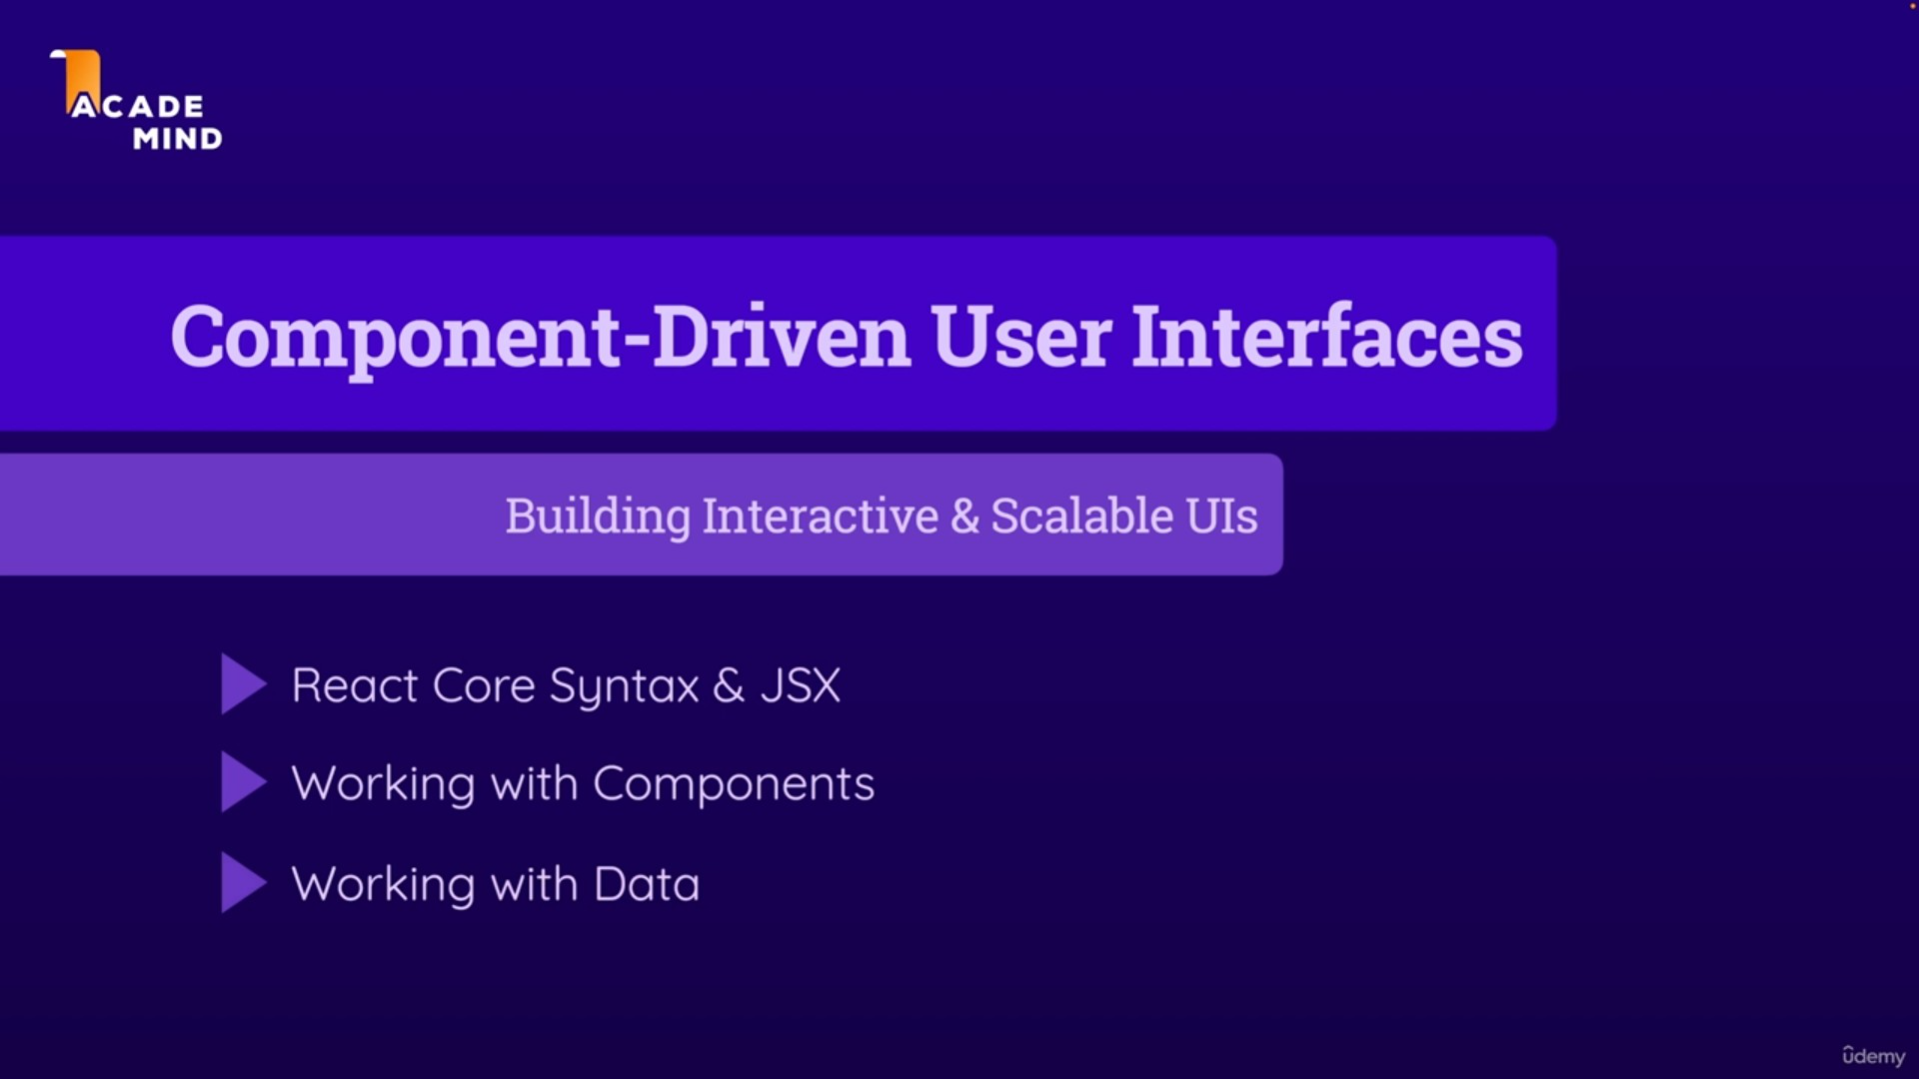 ACADE
MIND
Component-Driven User Interfaces
Building Interactive & Scalable UIs
React Core Syntax & JSX
Working with Components
Working with Data
ûdemy